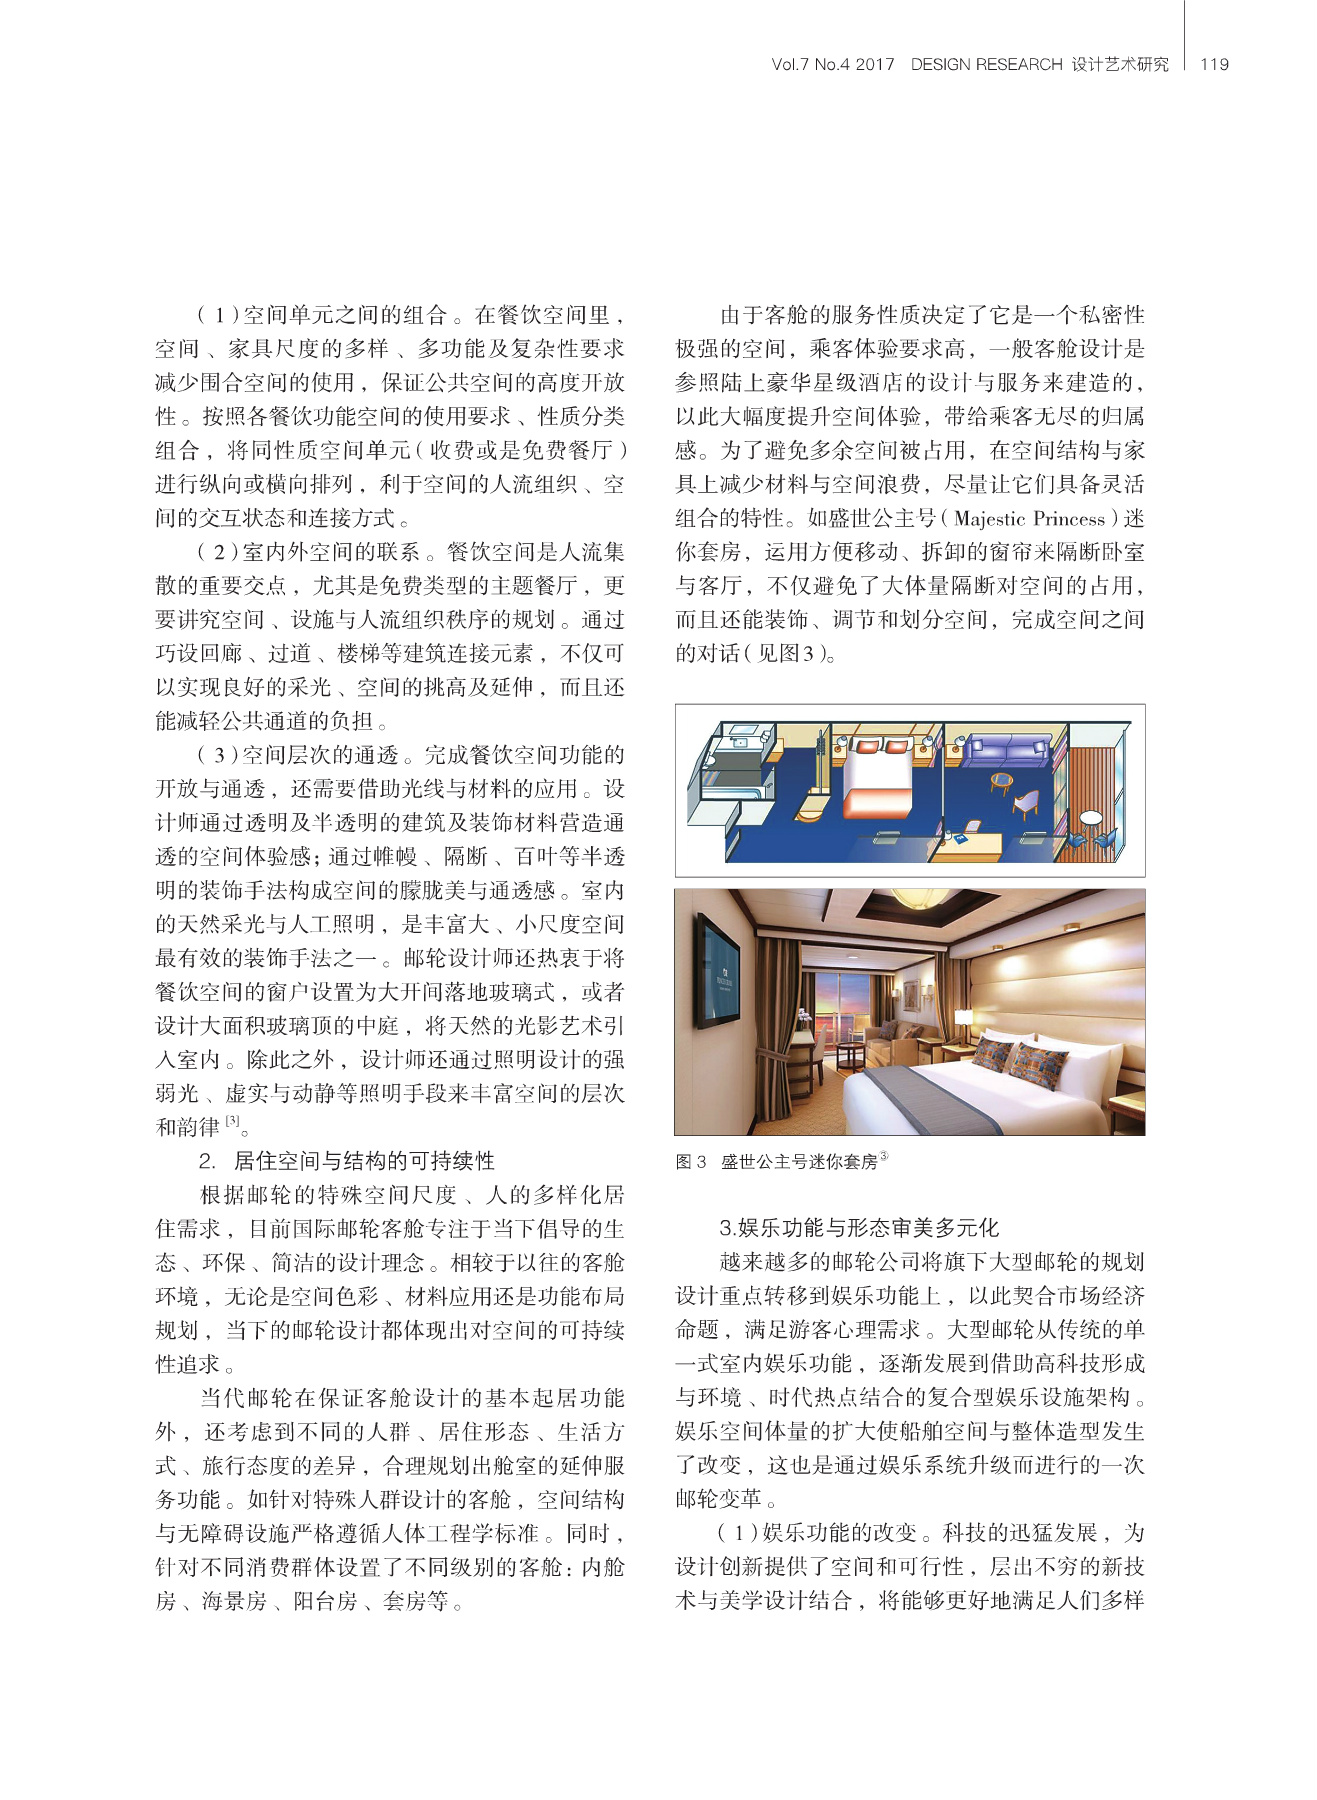 Vol.7 No.4 2017 DESIGN RESEARCH 设计艺术研究 119
（1）空间单元之间的组合。在餐饮空间里，
空间、家具尺度的多样、多功能及复杂性要求
减少围合空间的使用，保证公共空间的高度开放
性。按照各餐饮功能空间的使用要求、性质分类
组合，将同性质空间单元（收费或是免费餐厅）
进行纵向或横向排列，利于空间的人流组织、空
间的交互状态和连接方式。
（2）室内外空间的联系。餐饮空间是人流集
散的重要交点，尤其是免费类型的主题餐厅，更
要讲究空间、设施与人流组织秩序的规划。通过
巧设回廊、过道、楼梯等建筑连接元素，不仅可
以实现良好的采光、空间的挑高及延伸，而且还
能减轻公共通道的负担。
（3）空间层次的通透。完成餐饮空间功能的
开放与通透，还需要借助光线与材料的应用。设
计师通过透明及半透明的建筑及装饰材料营造通
透的空间体验感；通过帷幔、隔断、百叶等半透
明的装饰手法构成空间的朦胧美与通透感。室内
的天然采光与人工照明，是丰富大、小尺度空间
最有效的装饰手法之一。邮轮设计师还热衷于将
餐饮空间的窗户设置为大开间落地玻璃式，或者
设计大面积玻璃顶的中庭，将天然的光影艺术引
入室内。除此之外，设计师还通过照明设计的强
弱光、虚实与动静等照明手段来丰富空间的层次
和韵律[3]。
2. 居住空间与结构的可持续性
根据邮轮的特殊空间尺度、人的多样化居
住需求，目前国际邮轮客舱专注于当下倡导的生
态、环保、简洁的设计理念。相较于以往的客舱
环境，无论是空间色彩、材料应用还是功能布局
规划，当下的邮轮设计都体现出对空间的可持续
性追求。
当代邮轮在保证客舱设计的基本起居功能
外，还考虑到不同的人群、居住形态、生活方
式、旅行态度的差异，合理规划出舱室的延伸服
务功能。如针对特殊人群设计的客舱，空间结构
与无障碍设施严格遵循人体工程学标准。同时，
针对不同消费群体设置了不同级别的客舱：内舱
房、海景房、阳台房、套房等。
由于客舱的服务性质决定了它是一个私密性
极强的空间，乘客体验要求高，一般客舱设计是
参照陆上豪华星级酒店的设计与服务来建造的，
以此大幅度提升空间体验，带给乘客无尽的归属
感。为了避免多余空间被占用，在空间结构与家
具上减少材料与空间浪费，尽量让它们具备灵活
组合的特性。如盛世公主号（Majestic Princess）迷
你套房，运用方便移动、拆卸的窗帘来隔断卧室
与客厅，不仅避免了大体量隔断对空间的占用，
而且还能装饰、调节和划分空间，完成空间之间
的对话（见图3）。
图 3 盛世公主号迷你套房③
3.娱乐功能与形态审美多元化
越来越多的邮轮公司将旗下大型邮轮的规划
设计重点转移到娱乐功能上，以此契合市场经济
命题，满足游客心理需求。大型邮轮从传统的单
一式室内娱乐功能，逐渐发展到借助高科技形成
与环境、时代热点结合的复合型娱乐设施架构。
娱乐空间体量的扩大使船舶空间与整体造型发生
了改变，这也是通过娱乐系统升级而进行的一次
邮轮变革。
（1）娱乐功能的改变。科技的迅猛发展，为
设计创新提供了空间和可行性，层出不穷的新技
术与美学设计结合，将能够更好地满足人们多样